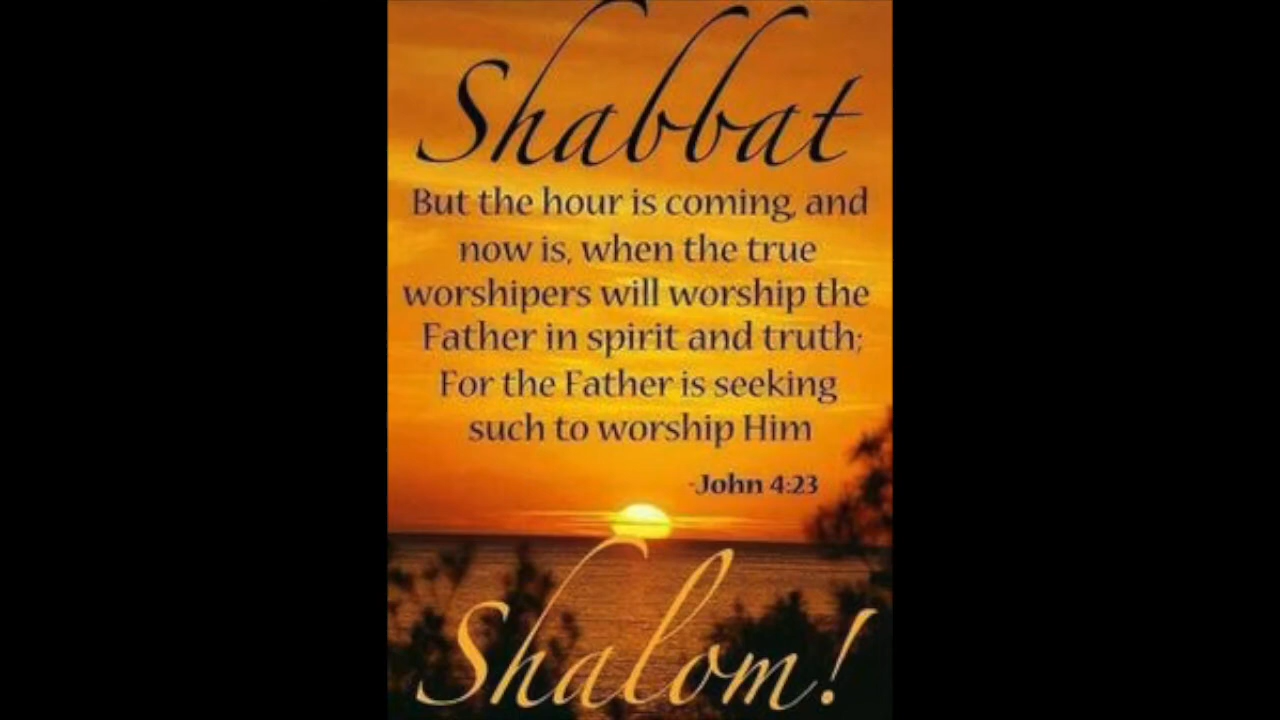 Shabbat
But the hour is coming, and
now is, when the true
worshipers will worship the
Father in spirit and truth;
For the Father is seeking
such to worship Him
-John 4:23
Shalom!